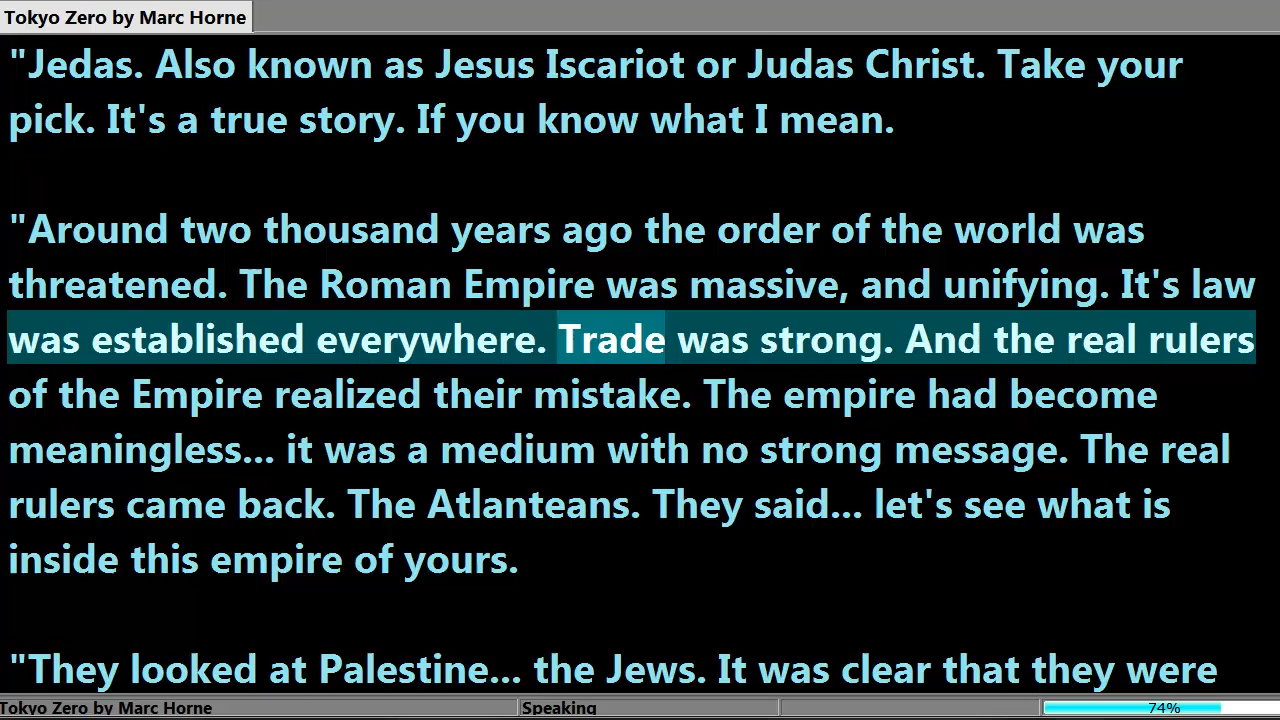 Tokyo Zero by Marc Horne
"Jedas. Also known as Jesus Iscariot or Judas Christ. Take your
pick. It's a true story. If you know what I mean.
"Around two thousand years ago the order of the world was
threatened. The Roman Empire was massive, and unifying. It's law
was established everywhere. Trade was strong. And the real rulers
of the Empire realized their mistake. The empire had become
meaningless... it was a medium with no strong message. The real
rulers came back. The Atlanteans. They said... let's see what is
inside this empire of yours.
"They looked at Palestine... the Jews. It was clear that they were
Tokyo Zero by Marc Horne Speaking 74%